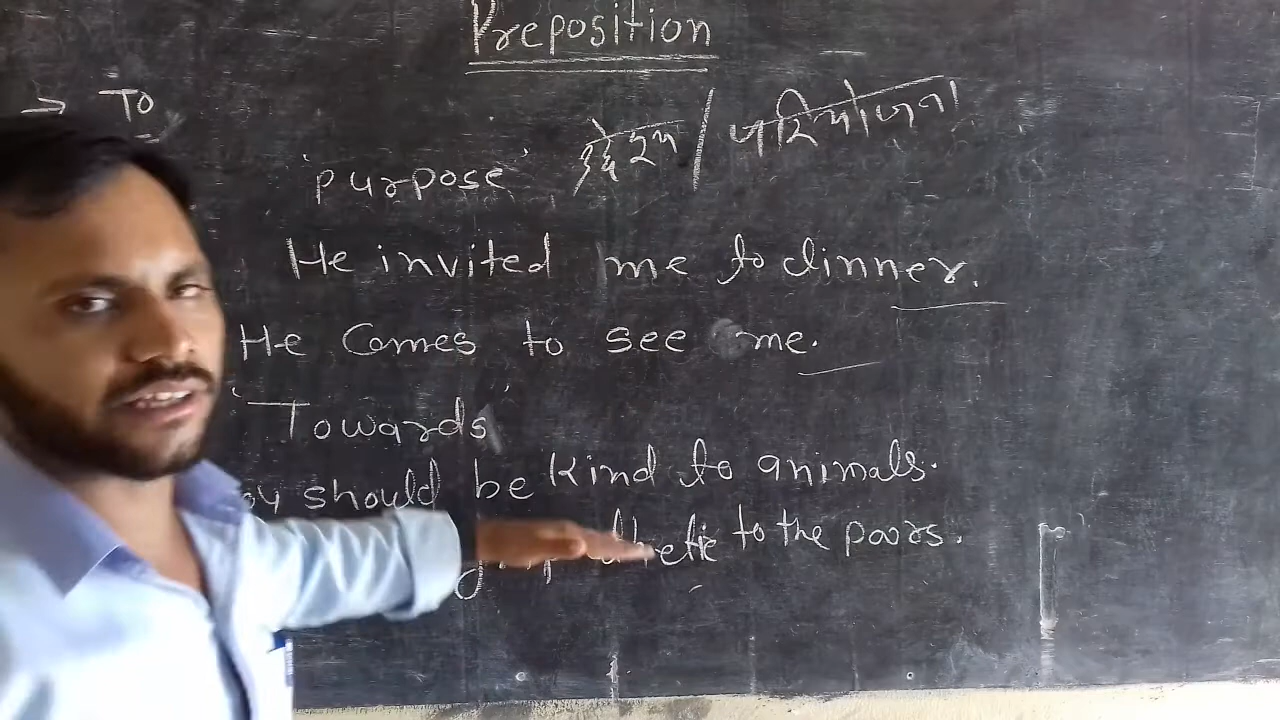 Preposition
→ To
'purpose' उद्देश्य / परियोजना
He invited me to dinner.
He Comes to see me.
'Towards'
should be kind to animals.
to the poors.